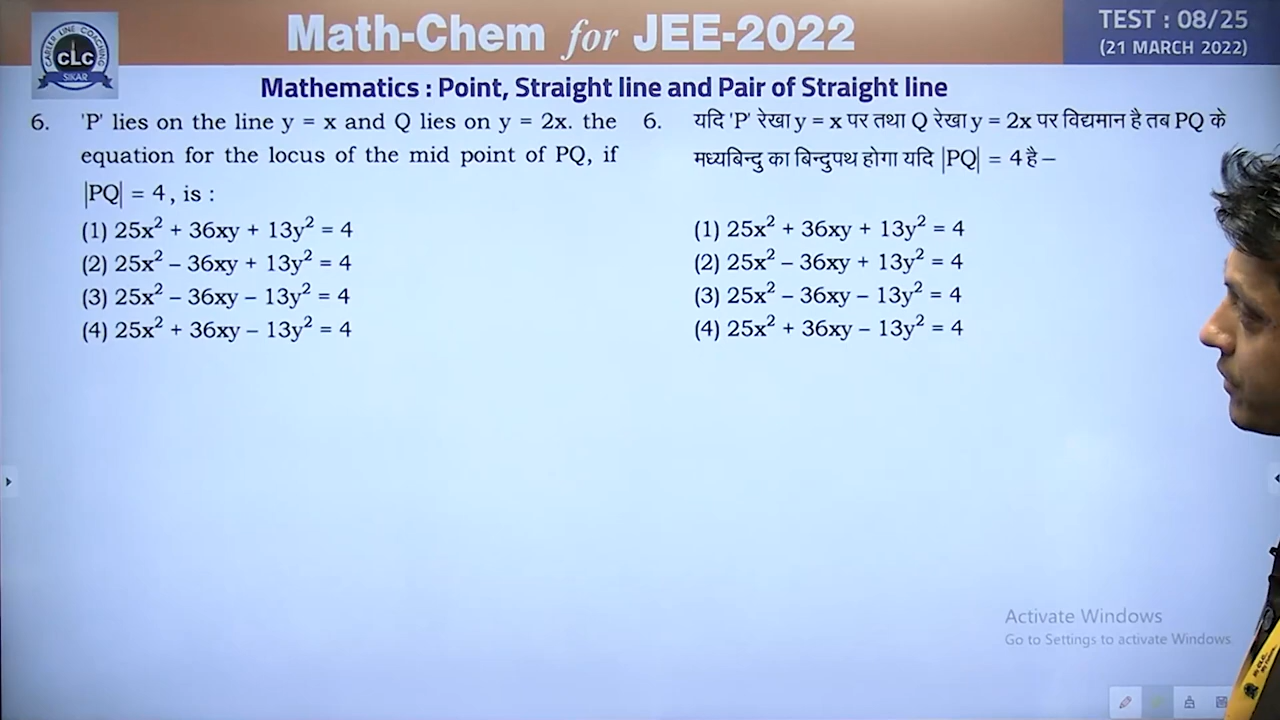 CAREER LINE COACHING
CLC
SIKAR
Math-Chem for JEE-2022
TEST : 08/25
(21 MARCH 2022)
Mathematics : Point, Straight line and Pair of Straight line
6. 'P' lies on the line y = x and Q lies on y = 2x. the
equation for the locus of the mid point of PQ, if
|PQ| = 4, is :
(1) 25x² + 36xy + 13y² = 4
(2) 25x² – 36xy + 13y² = 4
(3) 25x² – 36xy – 13y² = 4
(4) 25x² + 36xy – 13y² = 4
6. यदि 'P' रेखा y = x पर तथा Q रेखा y = 2x पर विद्यमान है तब PQ के
मध्यबिन्दु का बिन्दुपथ होगा यदि |PQ| = 4 है –
(1) 25x² + 36xy + 13y² = 4
(2) 25x² – 36xy + 13y² = 4
(3) 25x² – 36xy – 13y² = 4
(4) 25x² + 36xy – 13y² = 4
Activate Windows
Go to Settings to activate Windows.